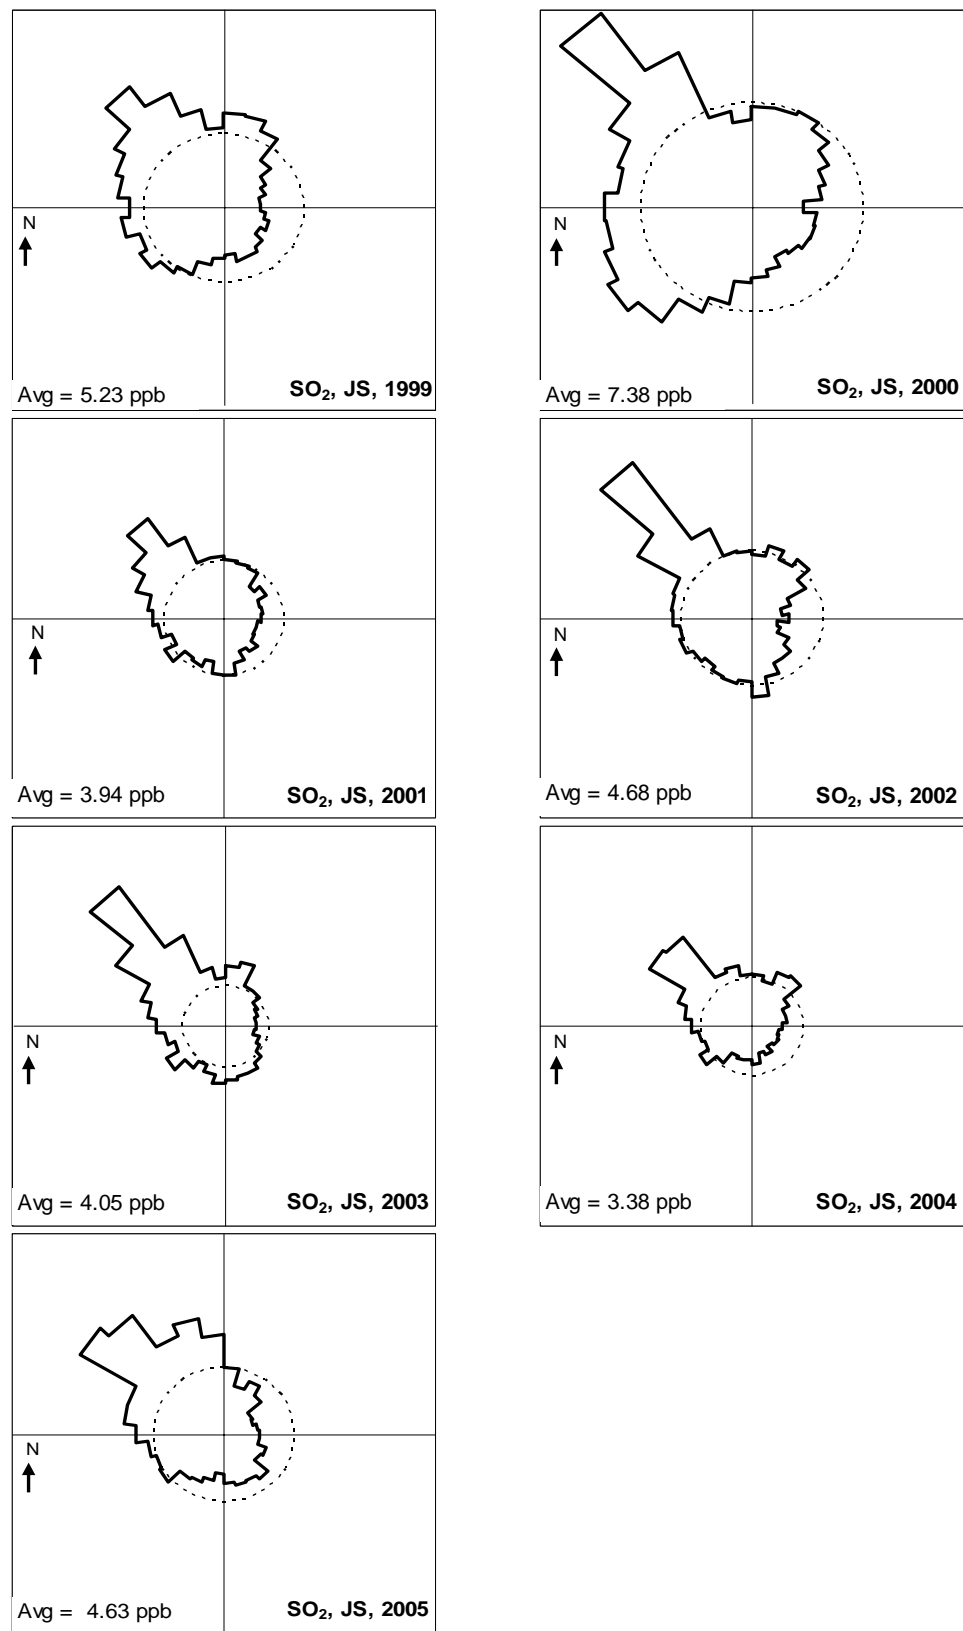 N
Avg = 5.23 ppb
SO₂, JS, 1999
N
Avg = 7.38 ppb
SO₂, JS, 2000
N
Avg = 3.94 ppb
SO₂, JS, 2001
N
Avg = 4.68 ppb
SO₂, JS, 2002
N
Avg = 4.05 ppb
SO₂, JS, 2003
N
Avg = 3.38 ppb
SO₂, JS, 2004
N
Avg = 4.63 ppb
SO₂, JS, 2005